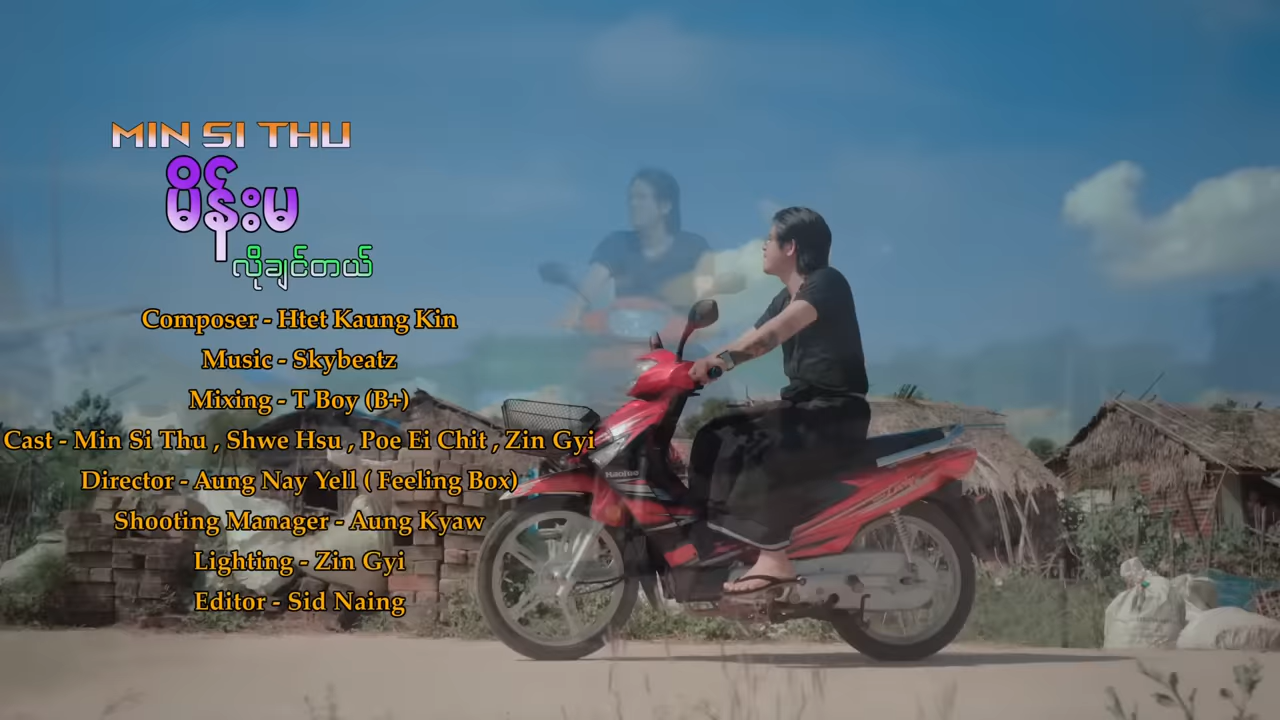 MIN SI THU
မိန်းမ
လိုချင်တယ်
Composer - Htet Kaung Kin
Music - Skybeatz
Mixing - T Boy (B+)
Cast - Min Si Thu , Shwe Hsu , Poe Ei Chit , Zin Gyi
Director - Aung Nay Yell ( Feeling Box)
Shooting Manager - Aung Kyaw
Lighting - Zin Gyi
Editor - Sid Naing